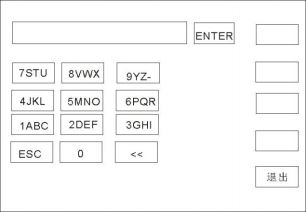 ENTER
7STU 8VWX 9YZ-
4JKL 5MNO 6PQR
1ABC 2DEF 3GHI
ESC 0 <<
退出